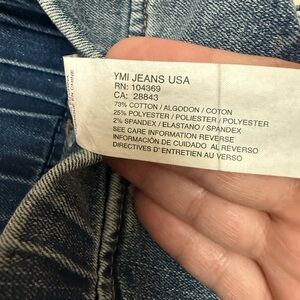 YMI JEANS USA
RN: 104369
CA: 28843
73% COTTON / ALGODON / COTON
25% POLYESTER / POLIESTER / POLYESTER
2% SPANDEX / ELASTANO / SPANDEX
SEE CARE INFORMATION REVERSE
INFORMACIÓN DE CUIDADO AL REVERSO
DIRECTIVES D' ENTRETIEN AU VERSO